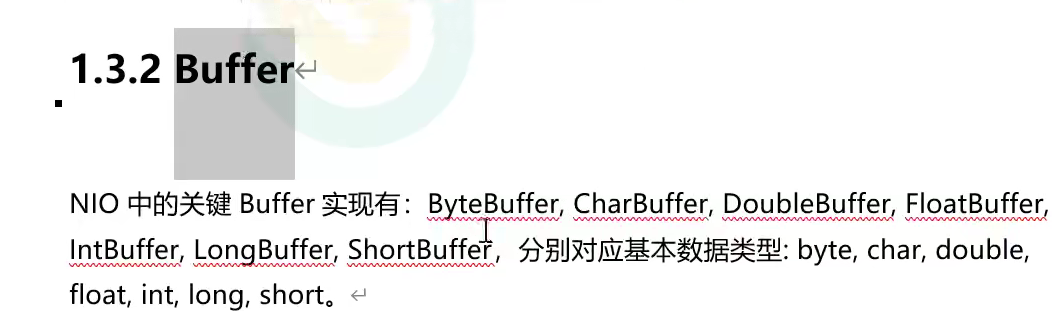 1.3.2 Buffer
NIO 中的关键 Buffer 实现有：ByteBuffer, CharBuffer, DoubleBuffer, FloatBuffer,
IntBuffer, LongBuffer, ShortBuffer，分别对应基本数据类型: byte, char, double,
float, int, long, short。